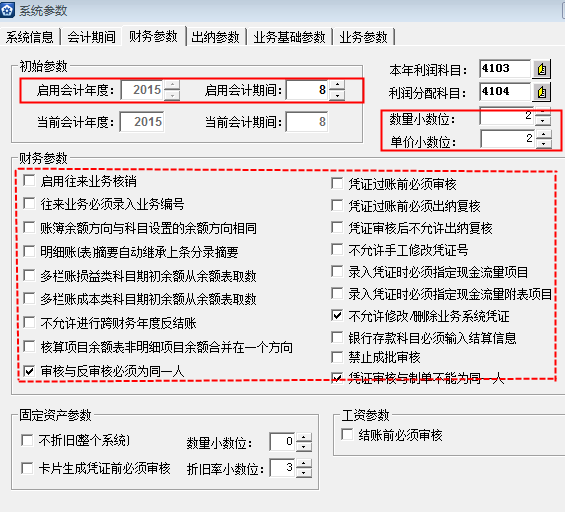 系统参数
系统信息 会计期间 财务参数 出纳参数 业务基础参数 业务参数
初始参数
启用会计年度： 2015 启用会计期间： 8
当前会计年度： 2015 当前会计期间： 8
本年利润科目： 4103
利润分配科目： 4104
数量小数位： 2
单价小数位： 2
财务参数
启用往来业务核销
往来业务必须录入业务编号
账簿余额方向与科目设置的余额方向相同
明细账(表)摘要自动继承上条分录摘要
多栏账损益类科目期初余额从余额表取数
多栏账成本类科目期初余额从余额表取数
不允许进行跨财务年度反结账
核算项目余额表非明细项目余额合并在一个方向
审核与反审核必须为同一人
凭证过账前必须审核
凭证过账前必须出纳复核
凭证审核后不允许出纳复核
不允许手工修改凭证号
录入凭证时必须指定现金流量项目
录入凭证时必须指定现金流量附表项目
不允许修改/删除业务系统凭证
银行存款科目必须输入结算信息
禁止成批审核
凭证审核与制单不能为同一人
固定资产参数
不折旧(整个系统) 数量小数位： 0
卡片生成凭证前必须审核 折旧率小数位： 3
工资参数
结账前必须审核